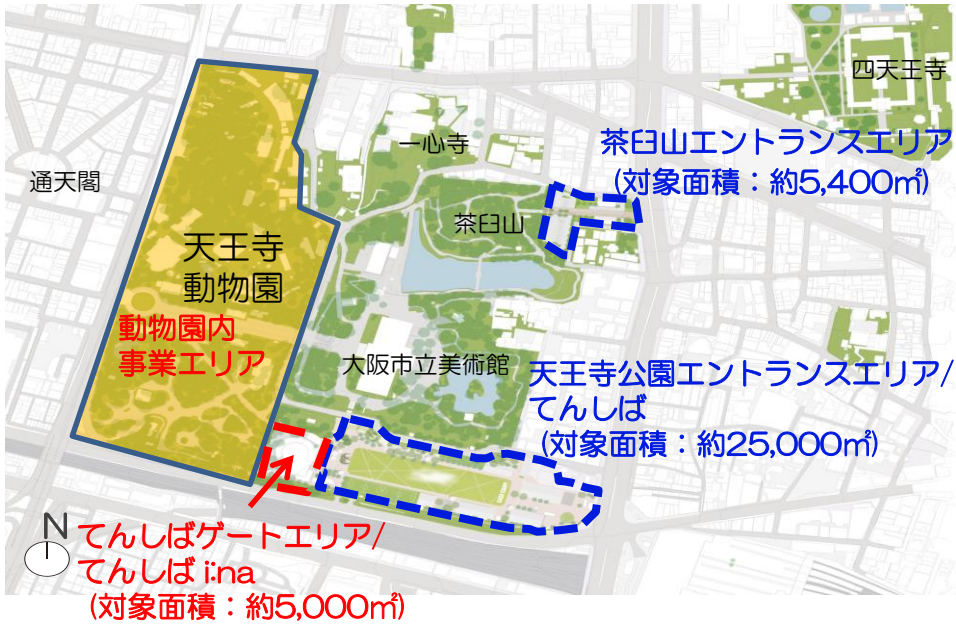 四天王寺
茶臼山エントランスエリア
(対象面積：約5,400㎡)
一心寺
通天閣
茶臼山
天王寺
動物園
動物園内
事業エリア
大阪市立美術館
天王寺公園エントランスエリア/
てんしば
(対象面積：約25,000㎡)
N
てんしばゲートエリア/
てんしば i:na
(対象面積：約5,000㎡)